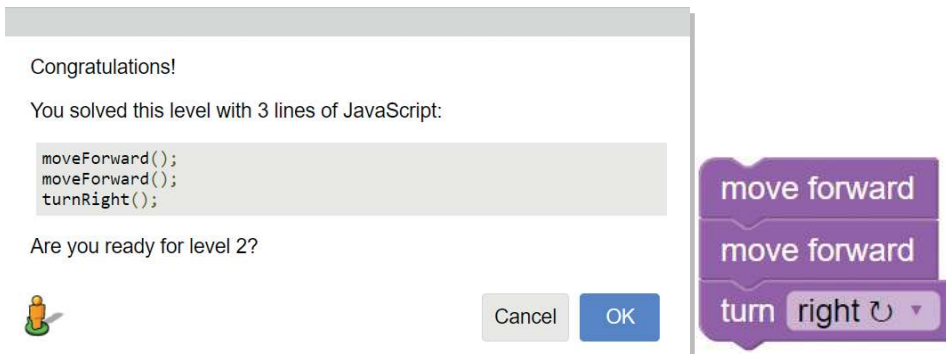 Congratulations!
You solved this level with 3 lines of JavaScript:
moveForward();
moveForward();
turnRight();
Are you ready for level 2?
Cancel
OK
move forward
move forward
turn right ↻ ▼